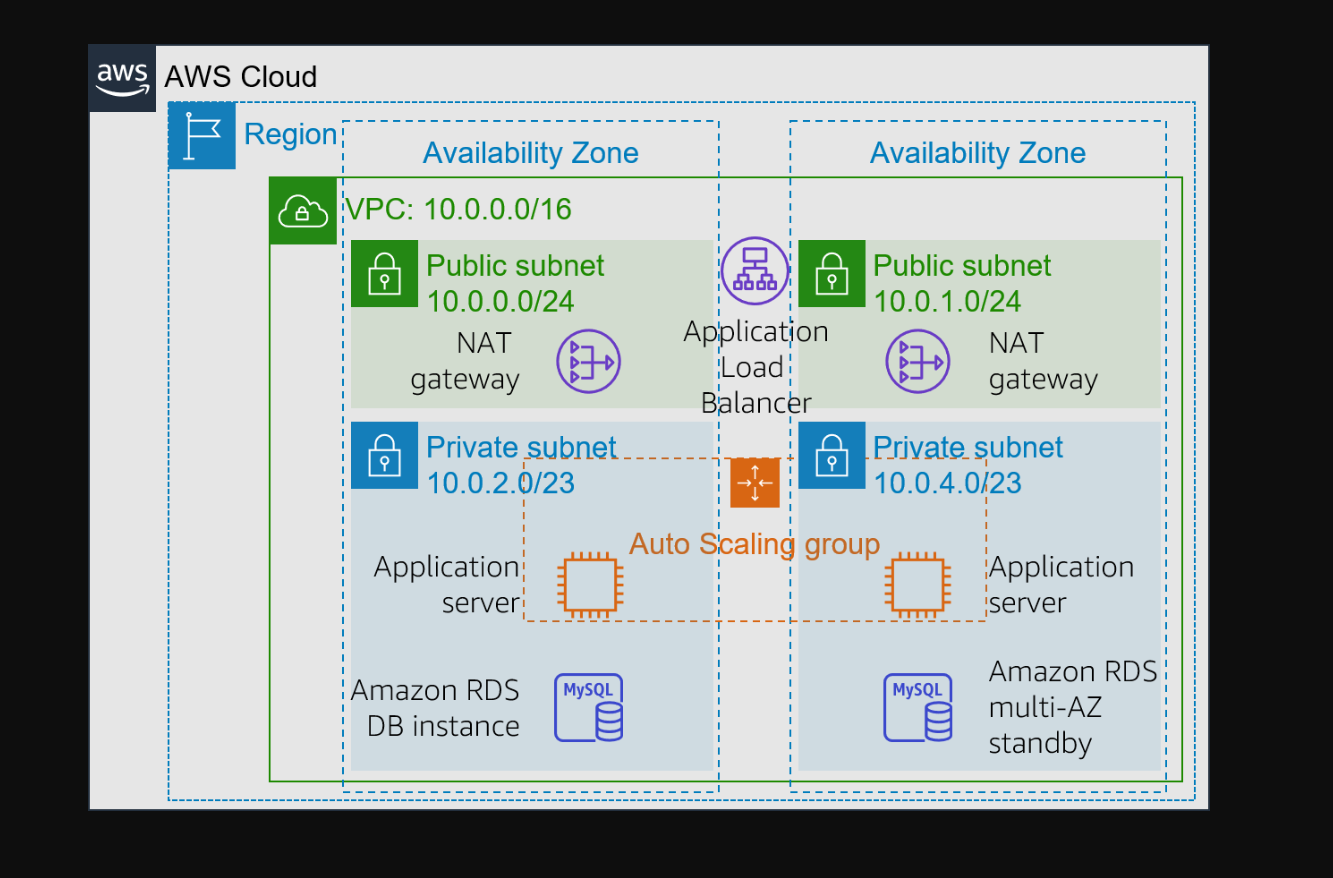 aws
AWS Cloud
Region
Availability Zone
Availability Zone
VPC: 10.0.0.0/16
Public subnet
10.0.0.0/24
NAT
gateway
Application
Load
Balancer
Public subnet
10.0.1.0/24
NAT
gateway
Private subnet
10.0.2.0/23
Private subnet
10.0.4.0/23
Auto Scaling group
Application
server
Application
server
Amazon RDS
DB instance
MySQL
MySQL
Amazon RDS
multi-AZ
standby